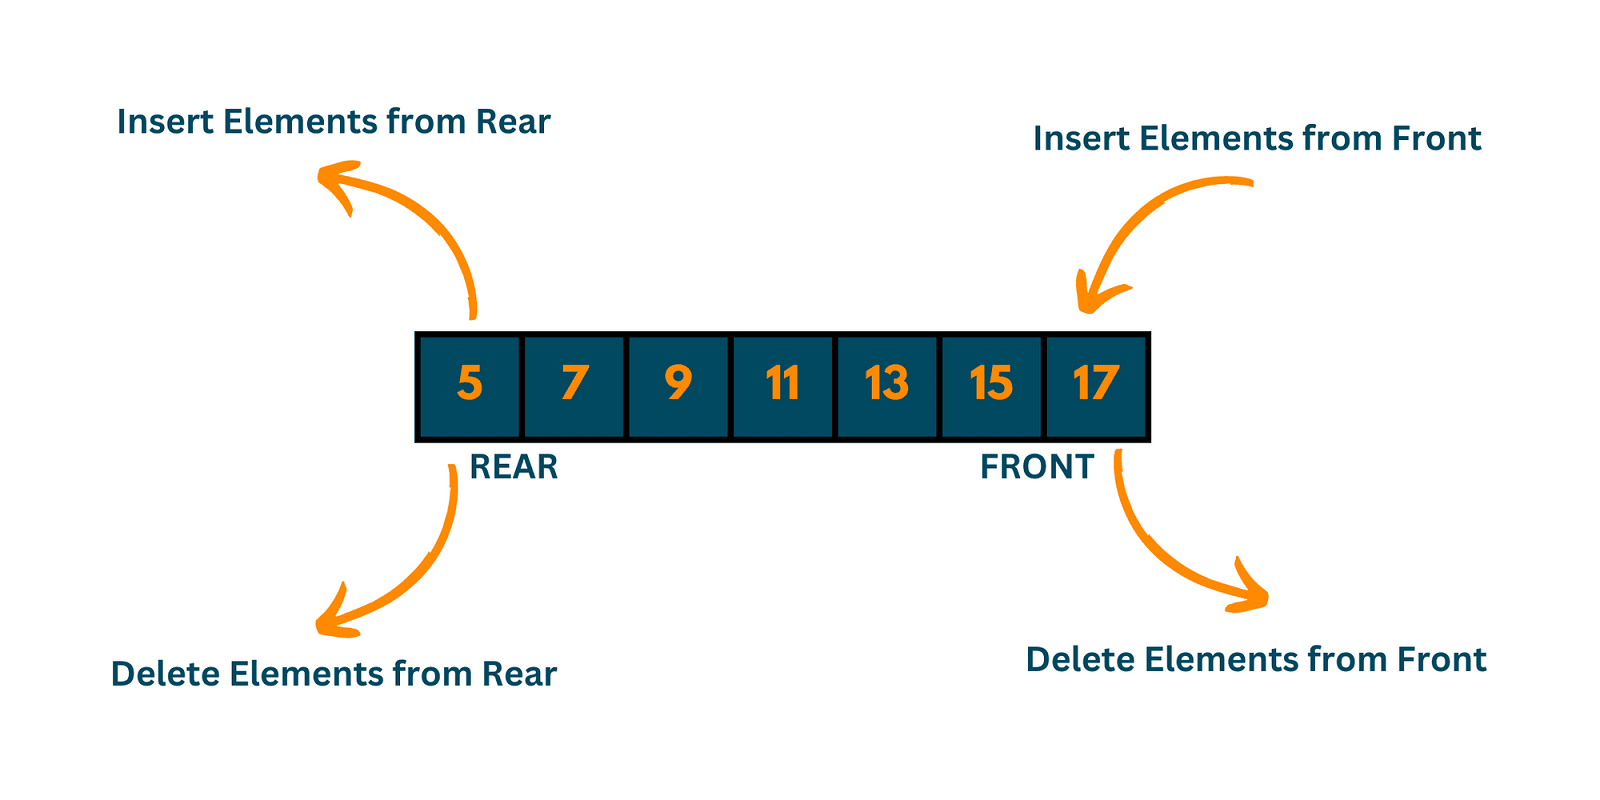 Insert Elements from Rear
Insert Elements from Front
5 7 9 11 13 15 17
REAR
FRONT
Delete Elements from Rear
Delete Elements from Front